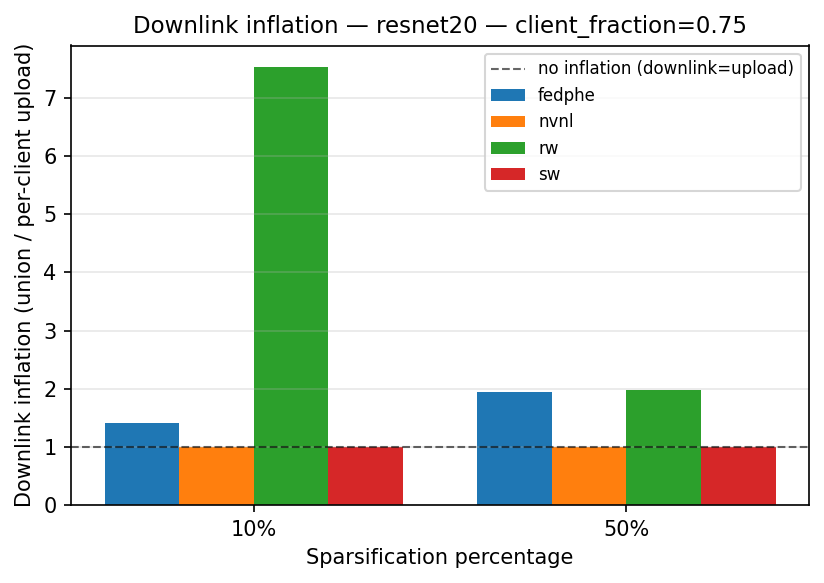 Downlink inflation — resnet20 — client_fraction=0.75
Downlink inflation (union / per-client upload)
7
6
5
4
3
2
1
0
no inflation (downlink=upload)
fedphe
nvnl
rw
sw
10%
50%
Sparsification percentage